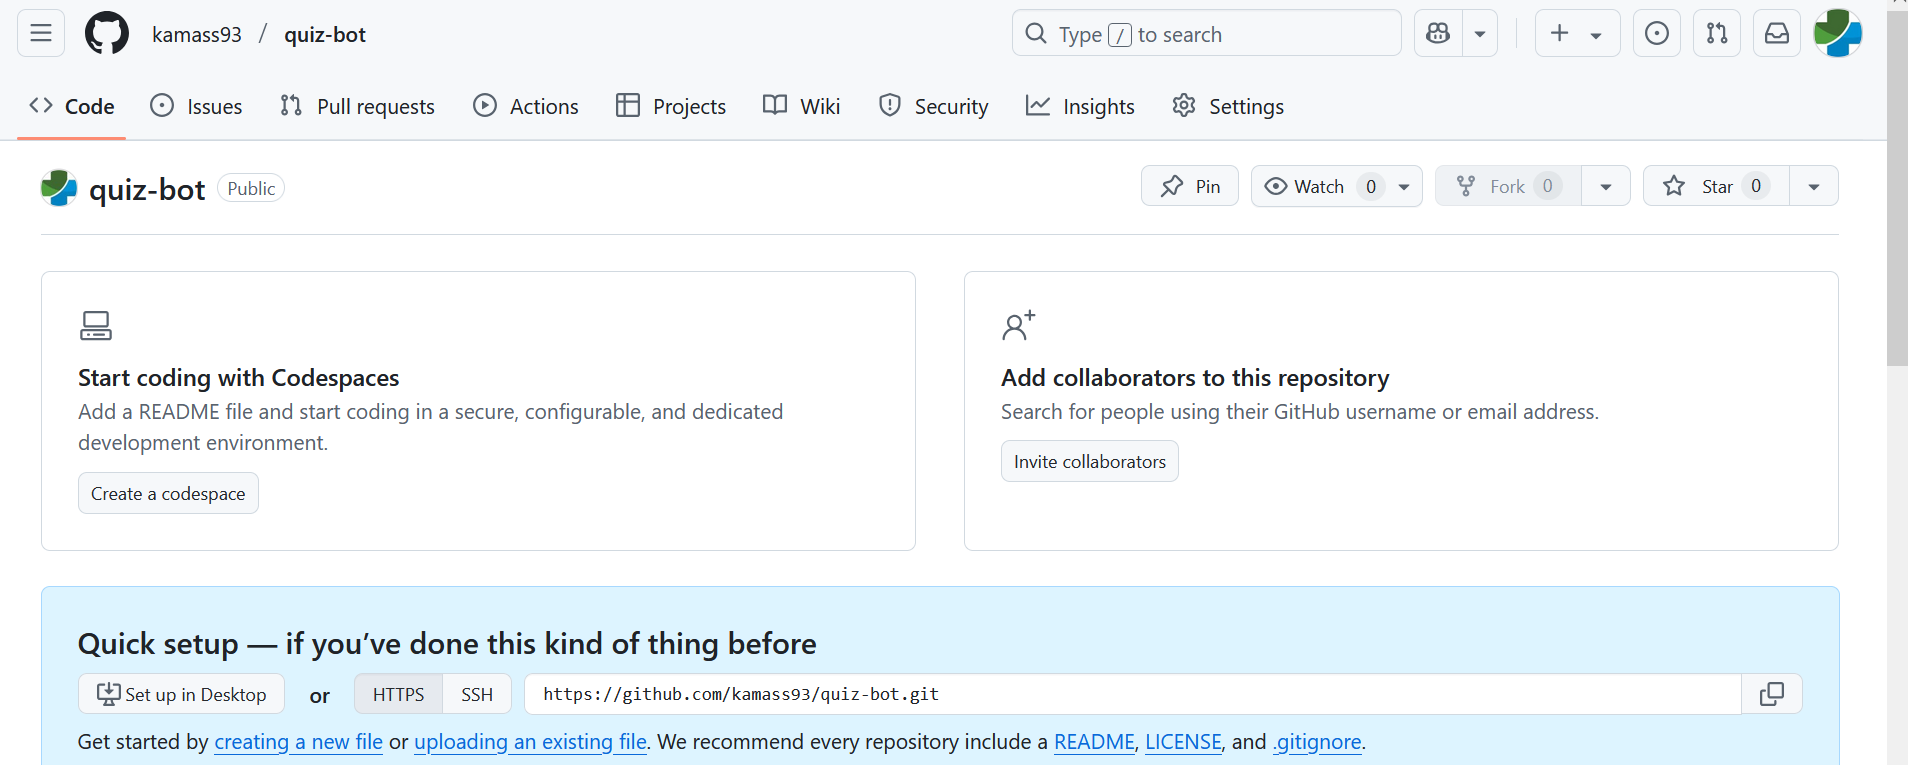 kamass93 / quiz-bot
Type / to search
Code Issues Pull requests Actions Projects Wiki Security Insights Settings
quiz-bot Public
Pin Watch 0 Fork 0 Star 0
Start coding with Codespaces
Add a README file and start coding in a secure, configurable, and dedicated
development environment.
Create a codespace
Add collaborators to this repository
Search for people using their GitHub username or email address.
Invite collaborators
Quick setup — if you’ve done this kind of thing before
Set up in Desktop or HTTPS SSH https://github.com/kamass93/quiz-bot.git
Get started by creating a new file or uploading an existing file. We recommend every repository include a README, LICENSE, and .gitignore.